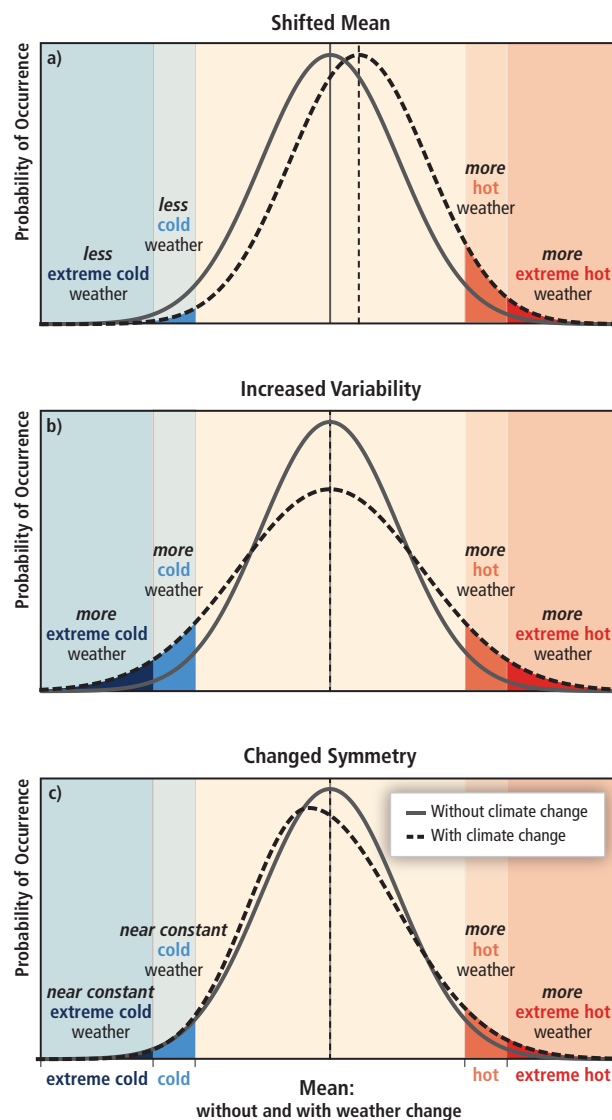 Shifted Mean
a)
Probability of Occurrence
less
extreme cold
weather
less
cold
weather
more
hot
weather
more
extreme hot
weather
Increased Variability
b)
Probability of Occurrence
more
extreme cold
weather
more
cold
weather
more
hot
weather
more
extreme hot
weather
Changed Symmetry
c)
Probability of Occurrence
Without climate change
With climate change
near constant
extreme cold
weather
near constant
cold
weather
more
hot
weather
more
extreme hot
weather
extreme cold
cold
hot
extreme hot
Mean:
without and with weather change